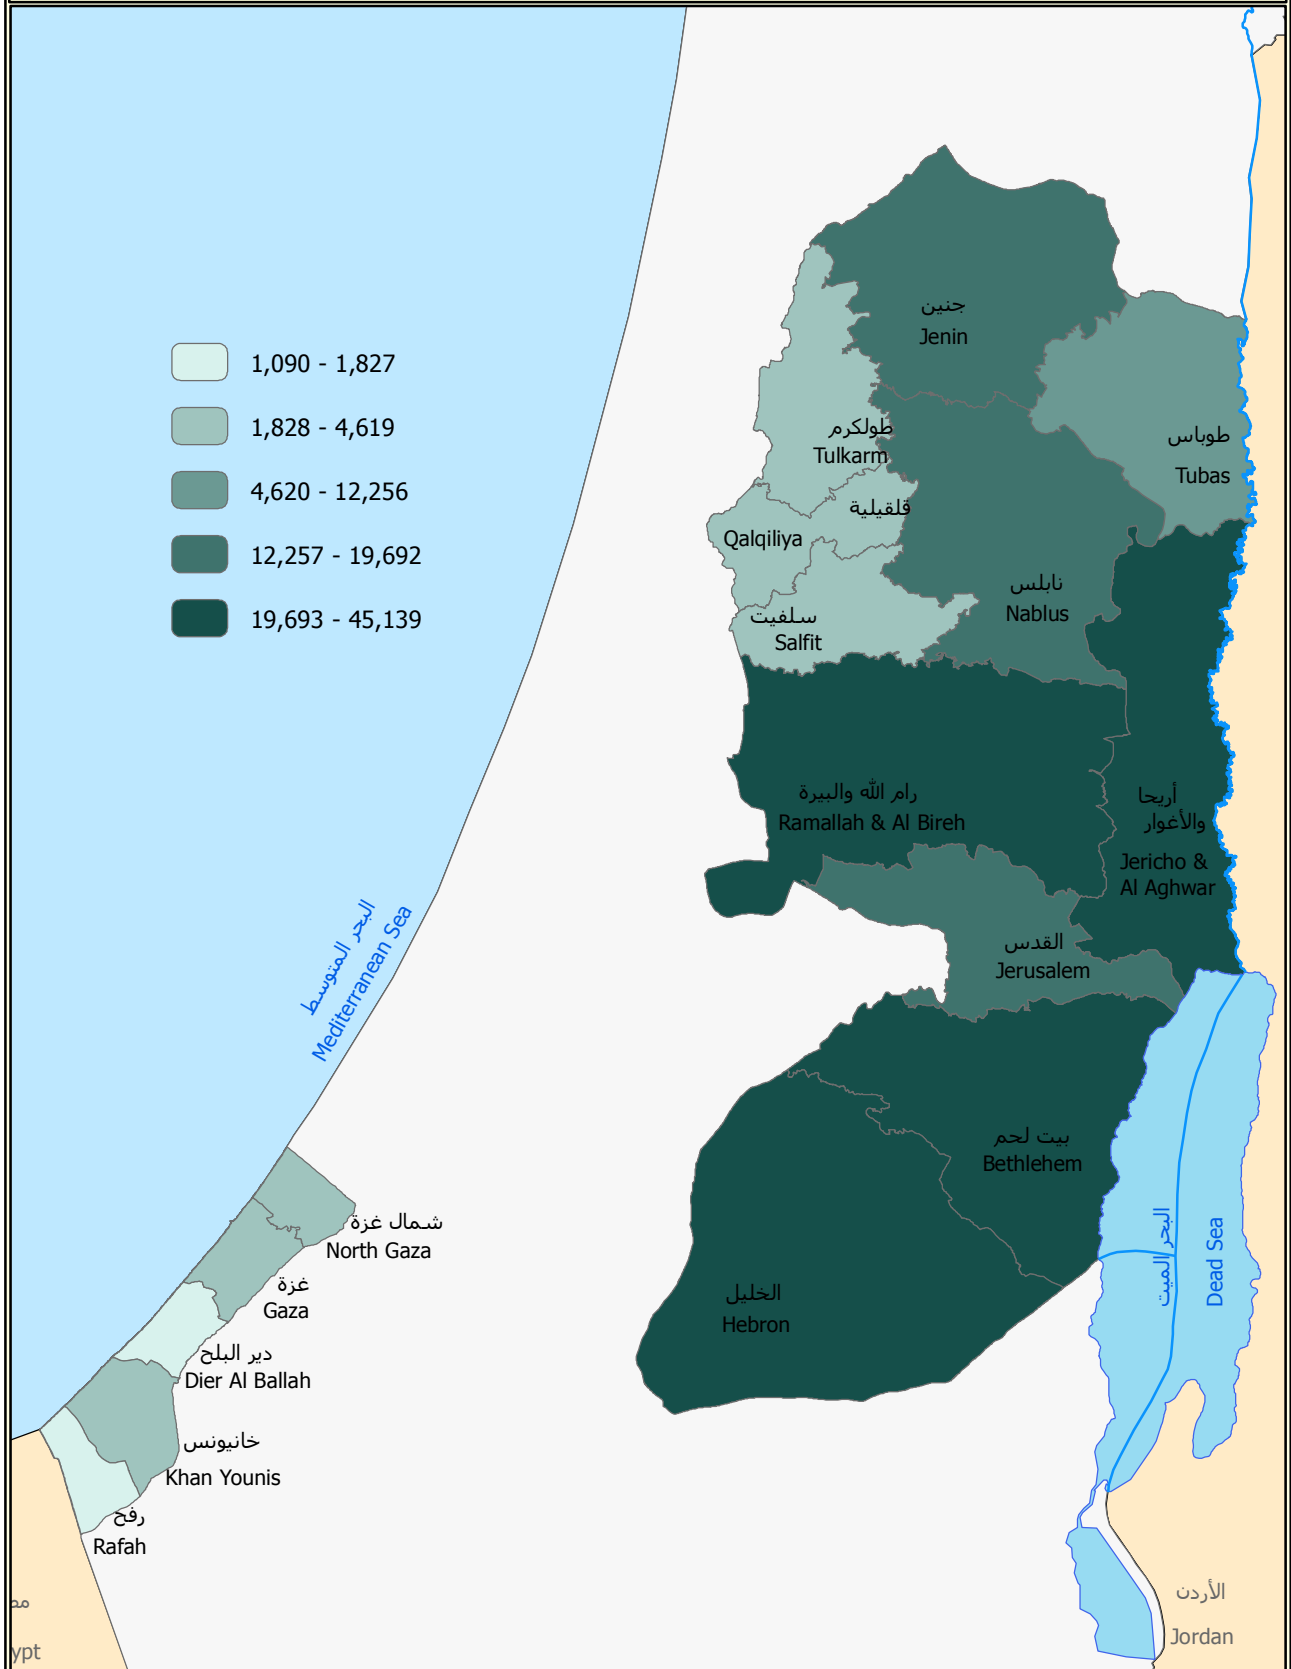 1,090 - 1,827
1,828 - 4,619
4,620 - 12,256
12,257 - 19,692
19,693 - 45,139
جنين
Jenin
طوباس
Tubas
طولكرم
Tulkarm
قلقيلية
Qalqiliya
نابلس
Nablus
سلفيت
Salfit
رام الله والبيرة
Ramallah & Al Bireh
أريحا
والأغوار
Jericho &
Al Aghwar
القدس
Jerusalem
البحر المتوسط
Mediterranean Sea
بيت لحم
Bethlehem
البحر الميت
Dead Sea
الخليل
Hebron
شمال غزة
North Gaza
غزة
Gaza
دير البلح
Dier Al Ballah
خانيونس
Khan Younis
رفح
Rafah
الأردن
Jordan
مص
ypt